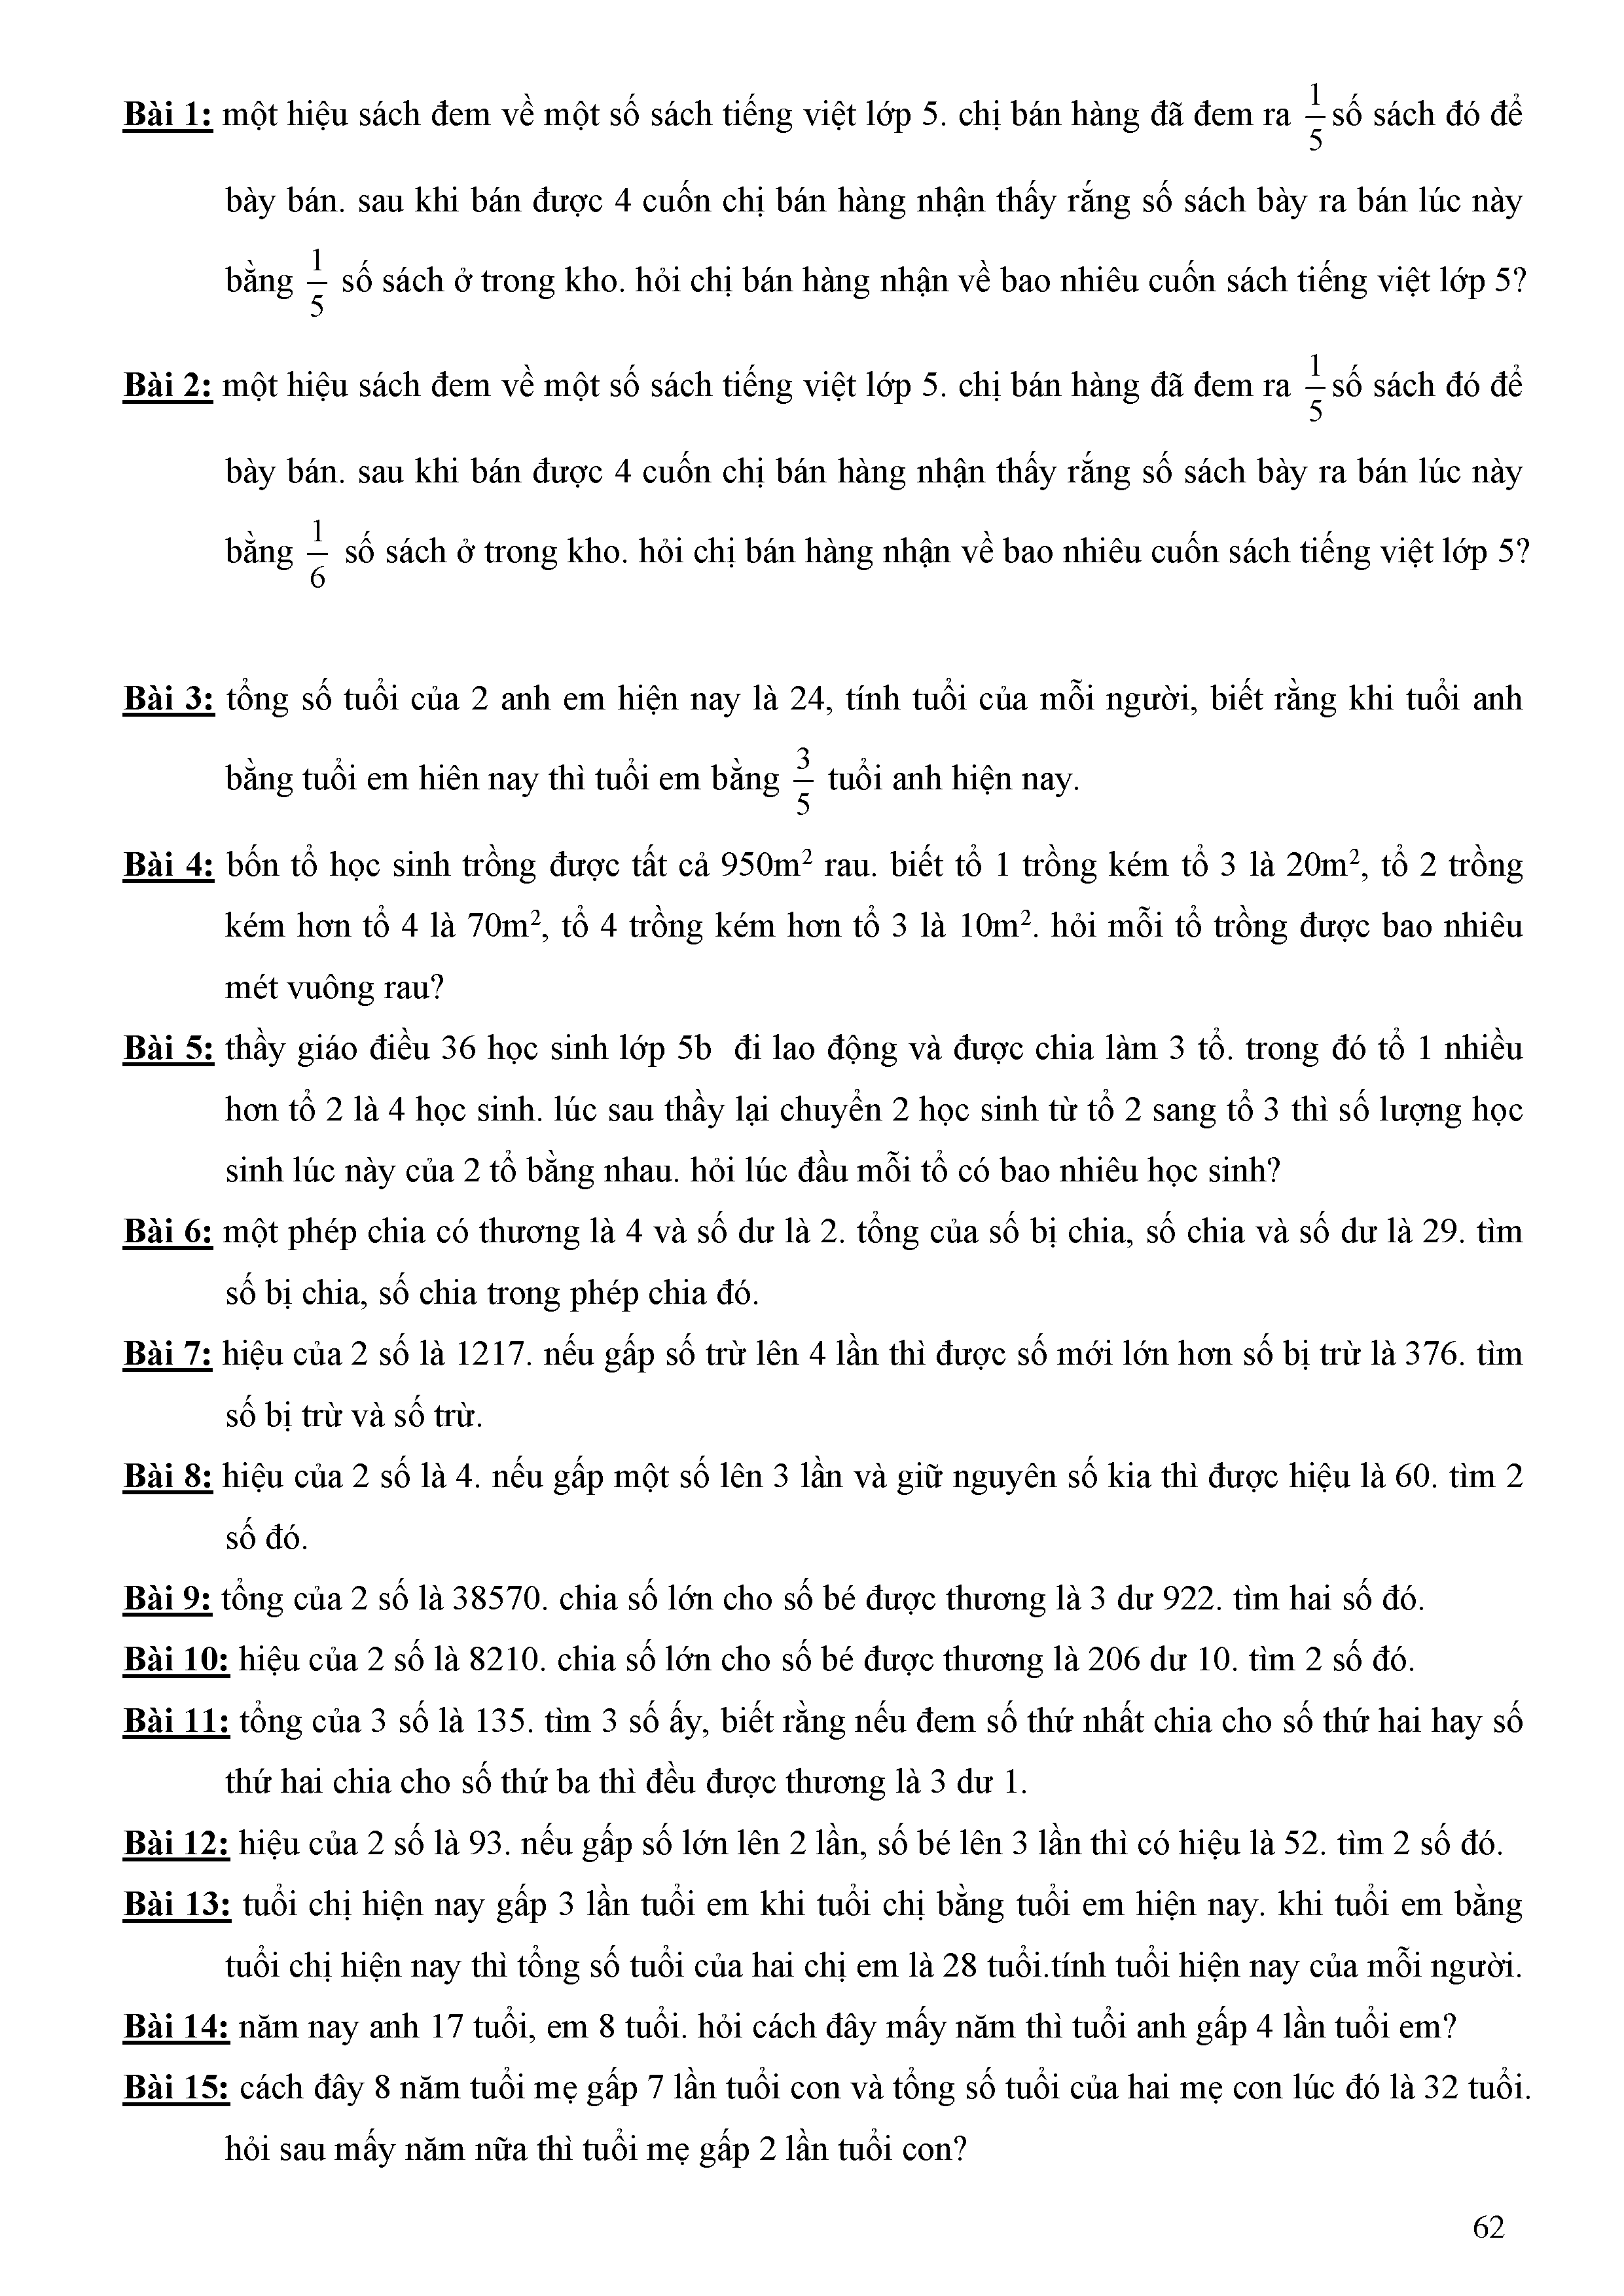 Bài 1: một hiệu sách đem về một số sách tiếng việt lớp 5. chị bán hàng đã đem ra 1/5 số sách đó để
bày bán. sau khi bán được 4 cuốn chị bán hàng nhận thấy rắng số sách bày ra bán lúc này
bằng 1/5 số sách ở trong kho. hỏi chị bán hàng nhận về bao nhiêu cuốn sách tiếng việt lớp 5?
Bài 2: một hiệu sách đem về một số sách tiếng việt lớp 5. chị bán hàng đã đem ra 1/5 số sách đó để
bày bán. sau khi bán được 4 cuốn chị bán hàng nhận thấy rắng số sách bày ra bán lúc này
bằng 1/6 số sách ở trong kho. hỏi chị bán hàng nhận về bao nhiêu cuốn sách tiếng việt lớp 5?
Bài 3: tổng số tuổi của 2 anh em hiện nay là 24, tính tuổi của mỗi người, biết rằng khi tuổi anh
bằng tuổi em hiên nay thì tuổi em bằng 3/5 tuổi anh hiện nay.
Bài 4: bốn tổ học sinh trồng được tất cả 950m² rau. biết tổ 1 trồng kém tổ 3 là 20m², tổ 2 trồng
kém hơn tổ 4 là 70m², tổ 4 trồng kém hơn tổ 3 là 10m². hỏi mỗi tổ trồng được bao nhiêu
mét vuông rau?
Bài 5: thầy giáo điều 36 học sinh lớp 5b đi lao động và được chia làm 3 tổ. trong đó tổ 1 nhiều
hơn tổ 2 là 4 học sinh. lúc sau thầy lại chuyển 2 học sinh từ tổ 2 sang tổ 3 thì số lượng học
sinh lúc này của 2 tổ bằng nhau. hỏi lúc đầu mỗi tổ có bao nhiêu học sinh?
Bài 6: một phép chia có thương là 4 và số dư là 2. tổng của số bị chia, số chia và số dư là 29. tìm
số bị chia, số chia trong phép chia đó.
Bài 7: hiệu của 2 số là 1217. nếu gấp số trừ lên 4 lần thì được số mới lớn hơn số bị trừ là 376. tìm
số bị trừ và số trừ.
Bài 8: hiệu của 2 số là 4. nếu gấp một số lên 3 lần và giữ nguyên số kia thì được hiệu là 60. tìm 2
số đó.
Bài 9: tổng của 2 số là 38570. chia số lớn cho số bé được thương là 3 dư 922. tìm hai số đó.
Bài 10: hiệu của 2 số là 8210. chia số lớn cho số bé được thương là 206 dư 10. tìm 2 số đó.
Bài 11: tổng của 3 số là 135. tìm 3 số ấy, biết rằng nếu đem số thứ nhất chia cho số thứ hai hay số
thứ hai chia cho số thứ ba thì đều được thương là 3 dư 1.
Bài 12: hiệu của 2 số là 93. nếu gấp số lớn lên 2 lần, số bé lên 3 lần thì có hiệu là 52. tìm 2 số đó.
Bài 13: tuổi chị hiện nay gấp 3 lần tuổi em khi tuổi chị bằng tuổi em hiện nay. khi tuổi em bằng
tuổi chị hiện nay thì tổng số tuổi của hai chị em là 28 tuổi.tính tuổi hiện nay của mỗi người.
Bài 14: năm nay anh 17 tuổi, em 8 tuổi. hỏi cách đây mấy năm thì tuổi anh gấp 4 lần tuổi em?
Bài 15: cách đây 8 năm tuổi mẹ gấp 7 lần tuổi con và tổng số tuổi của hai mẹ con lúc đó là 32 tuổi.
hỏi sau mấy năm nữa thì tuổi mẹ gấp 2 lần tuổi con?
62